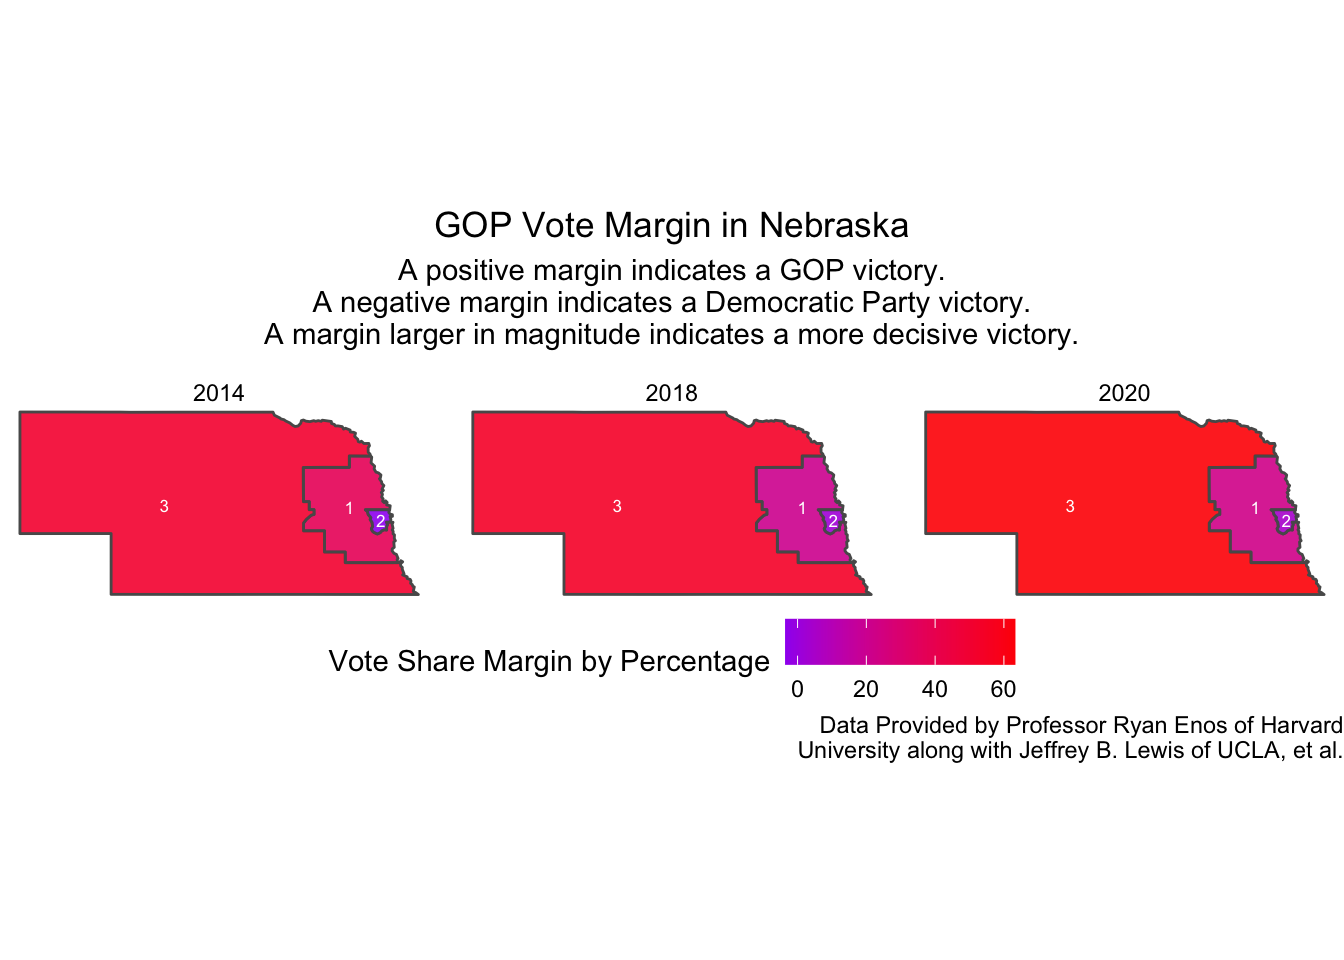 GOP Vote Margin in Nebraska
A positive margin indicates a GOP victory.
A negative margin indicates a Democratic Party victory.
A margin larger in magnitude indicates a more decisive victory.
2014
2018
2020
3
1
2
3
1
2
3
1
2
Vote Share Margin by Percentage
0 20 40 60
Data Provided by Professor Ryan Enos of Harvard
University along with Jeffrey B. Lewis of UCLA, et al.